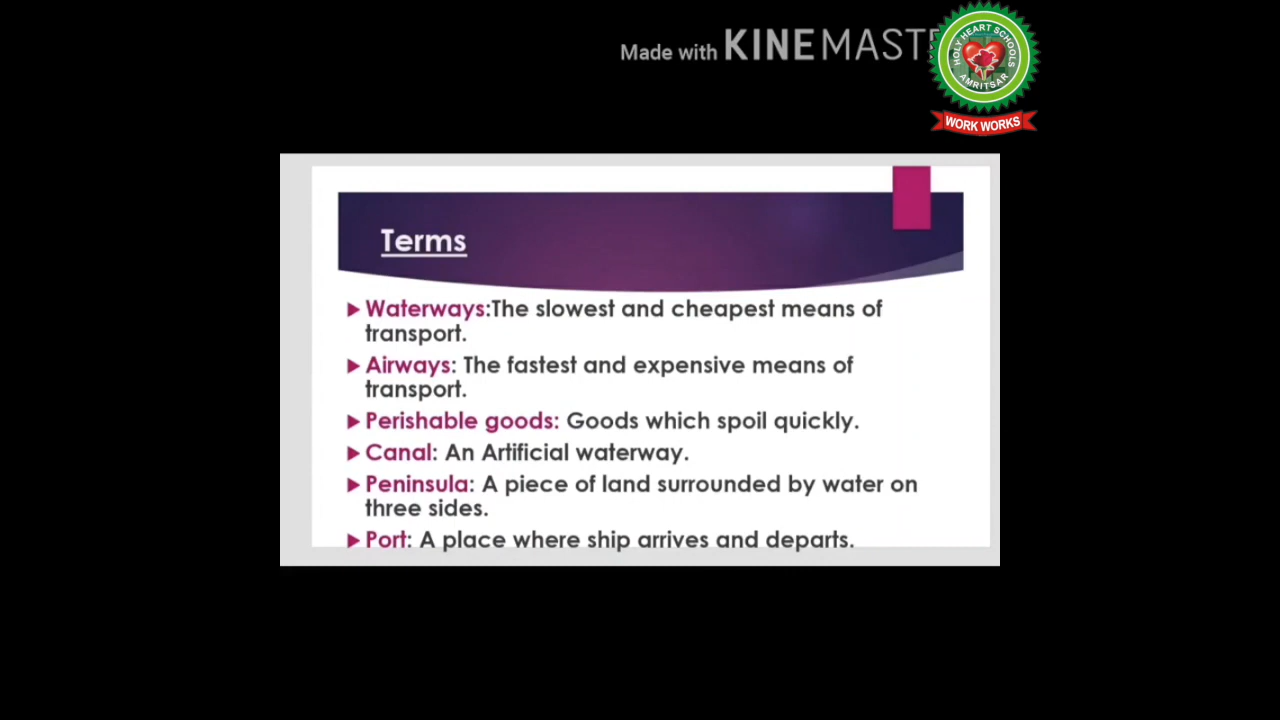 Made with KINEMASTE
HOLY HEART SCHOOLS
AMRITSAR
WORK WORKS
Terms
Waterways:The slowest and cheapest means of
transport.
Airways: The fastest and expensive means of
transport.
Perishable goods: Goods which spoil quickly.
Canal: An Artificial waterway.
Peninsula: A piece of land surrounded by water on
three sides.
Port: A place where ship arrives and departs.